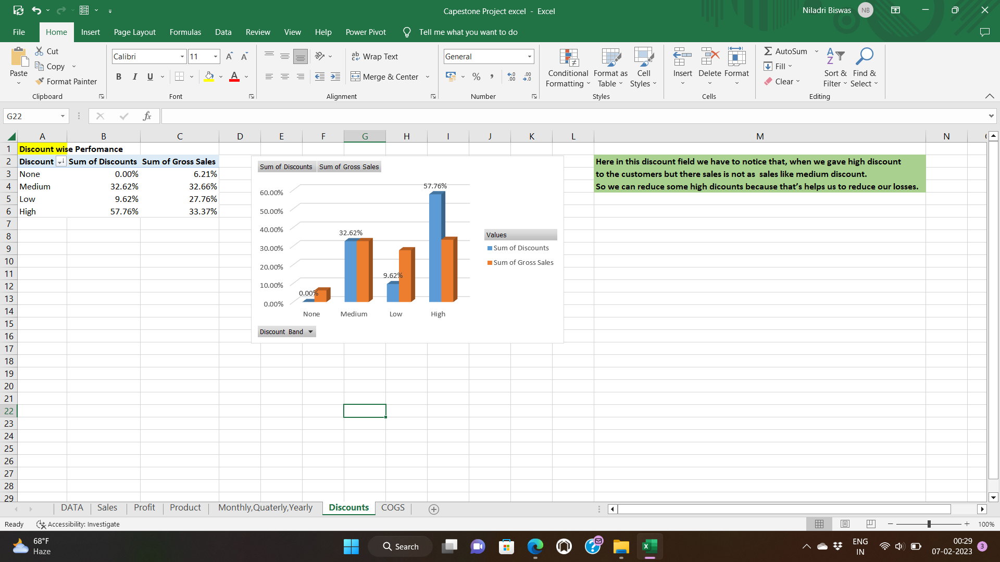 Capestone Project excel - Excel
Niladri Biswas NB
File Home Insert Page Layout Formulas Data Review View Help Power Pivot Tell me what you want to do
Paste
Cut
Copy
Format Painter
Clipboard
Calibri 11
B I U
Font
Wrap Text
Merge & Center
Alignment
General
Number
Conditional Formatting
Format as Table
Cell Styles
Styles
Insert Delete Format
Cells
AutoSum
Fill
Clear
Sort & Filter
Find & Select
Editing
G22 fx
A B C D E F G H I J K L M N
1 Discount wise Perfomance
2 Discount Sum of Discounts Sum of Gross Sales
3 None 0.00% 6.21%
4 Medium 32.62% 32.66%
5 Low 9.62% 27.76%
6 High 57.76% 33.37%
7
8
9
10
11
12
13
14
15
16
17
18
19
20
21
22
23
24
25
26
27
28
29
Sum of Discounts Sum of Gross Sales
60.00%
50.00%
40.00%
30.00%
20.00%
10.00%
0.00%
0.00%
32.62%
9.62%
57.76%
None Medium Low High
Values
Sum of Discounts
Sum of Gross Sales
Discount Band
Here in this discount field we have to notice that, when we gave high discount
to the customers but there sales is not as  sales like medium discount.
So we can reduce some high dicounts because that’s helps us to reduce our losses.
DATA Sales Profit Product Monthly,Quaterly,Yearly Discounts COGS
Ready Accessibility: Investigate 100%
68°F
Haze
Search
ENG
IN
00:29
07-02-2023
3